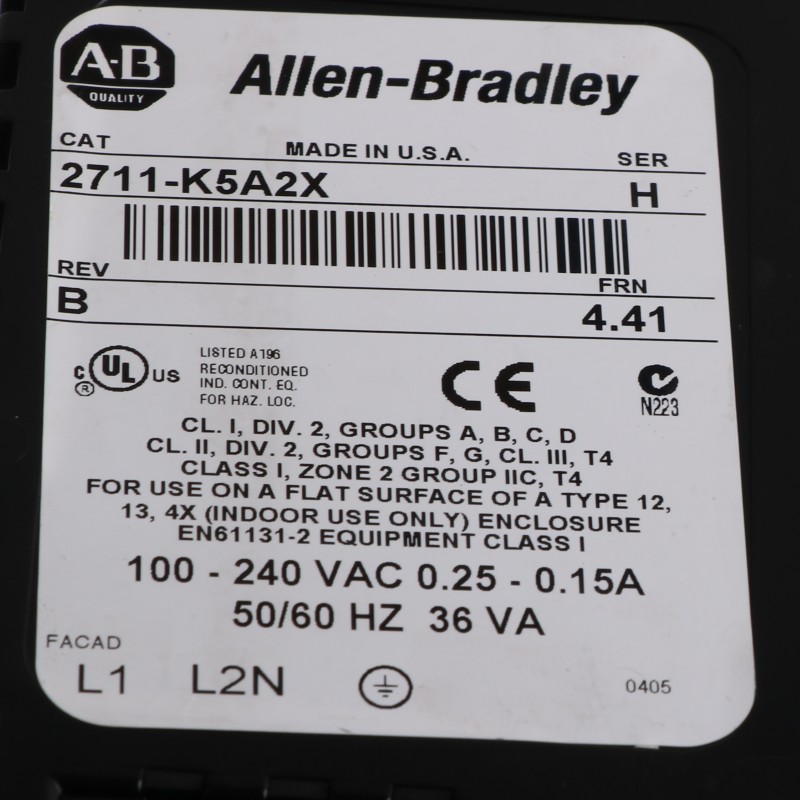 A-B
QUALITY
Allen-Bradley
CAT
MADE IN U.S.A.
SER
2711-K5A2X
H
REV
FRN
B
4.41
C UL US
R
LISTED A196
RECONDITIONED
IND. CONT. EQ.
FOR HAZ. LOC.
CE
N223
CL. I, DIV. 2, GROUPS A, B, C, D
CL. II, DIV. 2, GROUPS F, G, CL. III, T4
CLASS I, ZONE 2 GROUP IIC, T4
FOR USE ON A FLAT SURFACE OF A TYPE 12,
13, 4X (INDOOR USE ONLY) ENCLOSURE
EN61131-2 EQUIPMENT CLASS I
100 - 240 VAC 0.25 - 0.15A
50/60 HZ 36 VA
FACAD
L1 L2N
0405